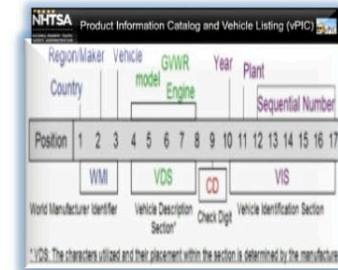 NHTSA Product Information Catalog and Vehicle Listing (vPIC)
Region/Maker Vehicle Year
GVWR Plant
Country model Engine
Sequential Number
Position 1 2 3 4 5 6 7 8 9 10 11 12 13 14 15 16 17
WMI VDS CD VIS
World Manufacturer Identifier Vehicle Description Section* Check Digit Vehicle Identification Section
* VDS: The characters utilized and their placement within the section is determined by the manufacture